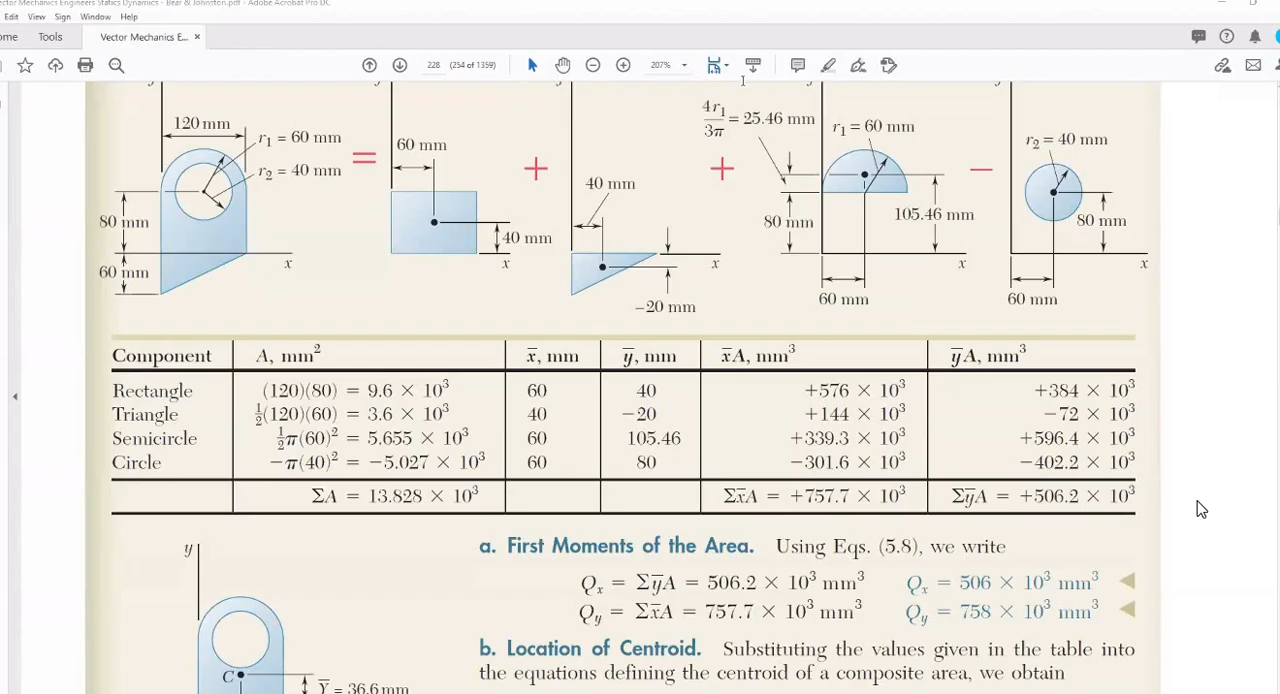 Vector Mechanics Engineers Statics Dynamics - Bear & Johnston.pdf - Adobe Acrobat Pro DC
Edit View Sign Window Help
ome Tools Vector Mechanics E... ×
228 (254 of 1359) 207%
120 mm
r₁ = 60 mm
r₂ = 40 mm
80 mm
60 mm
x
=
60 mm
40 mm
x
+
40 mm
x
−20 mm
+
4r₁/3π = 25.46 mm
r₁ = 60 mm
80 mm
105.46 mm
x
60 mm
−
r₂ = 40 mm
80 mm
x
60 mm
Component A, mm² x̄, mm ȳ, mm x̄A, mm³ ȳA, mm³
Rectangle (120)(80) = 9.6 × 10³ 60 40 +576 × 10³ +384 × 10³
Triangle ½(120)(60) = 3.6 × 10³ 40 −20 +144 × 10³ −72 × 10³
Semicircle ½π(60)² = 5.655 × 10³ 60 105.46 +339.3 × 10³ +596.4 × 10³
Circle −π(40)² = −5.027 × 10³ 60 80 −301.6 × 10³ −402.2 × 10³
ΣA = 13.828 × 10³ Σx̄A = +757.7 × 10³ ΣȳA = +506.2 × 10³
a. First Moments of the Area. Using Eqs. (5.8), we write
Qₓ = ΣȳA = 506.2 × 10³ mm³ Qₓ = 506 × 10³ mm³
Qᵧ = Σx̄A = 757.7 × 10³ mm³ Qᵧ = 758 × 10³ mm³
b. Location of Centroid. Substituting the values given in the table into
the equations defining the centroid of a composite area, we obtain
y
C
Ȳ = 36.6 mm